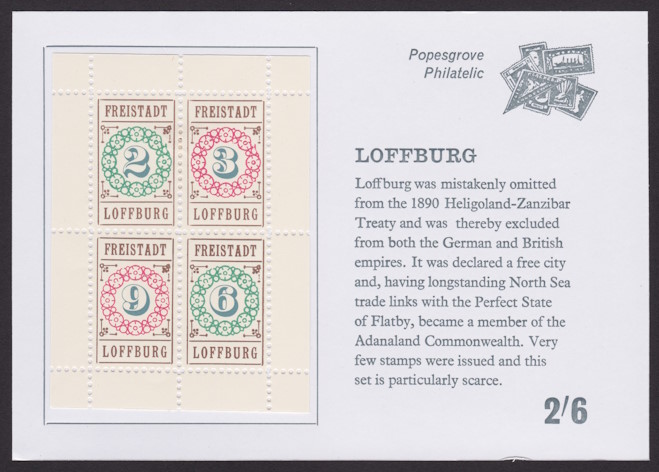 FREISTADT
2
LOFFBURG
FREISTADT
3
LOFFBURG
FREISTADT
9
LOFFBURG
FREISTADT
6
LOFFBURG
Popesgrove
Philatelic
LOFFBURG
Loffburg was mistakenly omitted
from the 1890 Heligoland-Zanzibar
Treaty and was thereby excluded
from both the German and British
empires. It was declared a free city
and, having longstanding North Sea
trade links with the Perfect State
of Flatby, became a member of the
Adanaland Commonwealth. Very
few stamps were issued and this
set is particularly scarce.
2/6